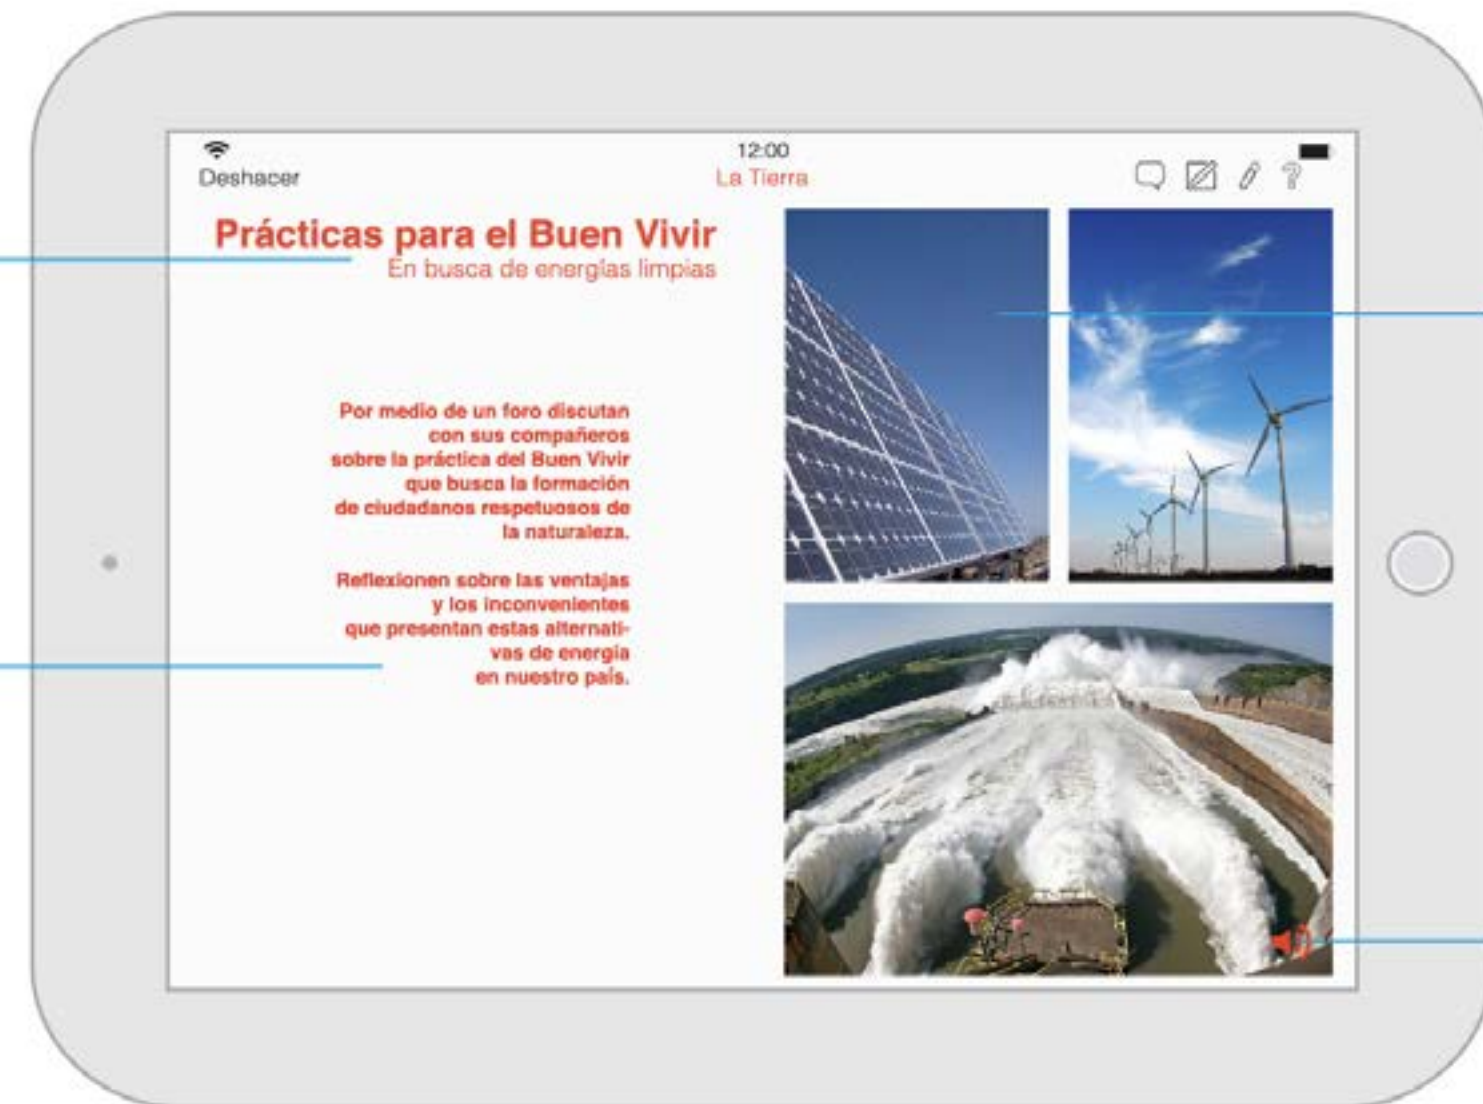 12:00
Deshacer
La Tierra
Prácticas para el Buen Vivir
En busca de energías limpias
Por medio de un foro discutan
con sus compañeros
sobre la práctica del Buen Vivir
que busca la formación
de ciudadanos respetuosos de
la naturaleza.
Reflexionen sobre las ventajas
y los inconvenientes
que presentan estas alternati-
vas de energía
en nuestro país.